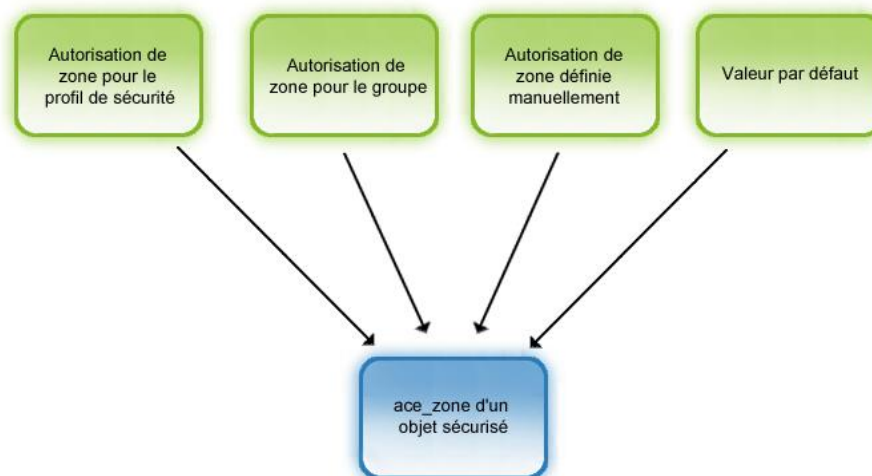 Autorisation de
zone pour le
profil de sécurité
Autorisation de
zone pour le groupe
Autorisation de
zone définie
manuellement
Valeur par défaut
ace_zone d'un
objet sécurisé